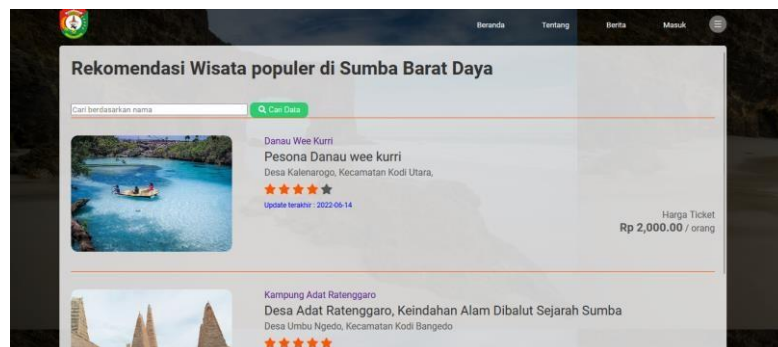 Beranda Tentang Berita Masuk
Rekomendasi Wisata populer di Sumba Barat Daya
Cari berdasarkan nama Cari Data
Danau Wee Kurri
Pesona Danau wee kurri
Desa Kalenarogo, Kecamatan Kodi Utara,
Update terakhir : 2022-06-14
Harga Ticket
Rp 2,000.00 / orang
Kampung Adat Ratenggaro
Desa Adat Ratenggaro, Keindahan Alam Dibalut Sejarah Sumba
Desa Umbu Ngedo, Kecamatan Kodi Bangedo